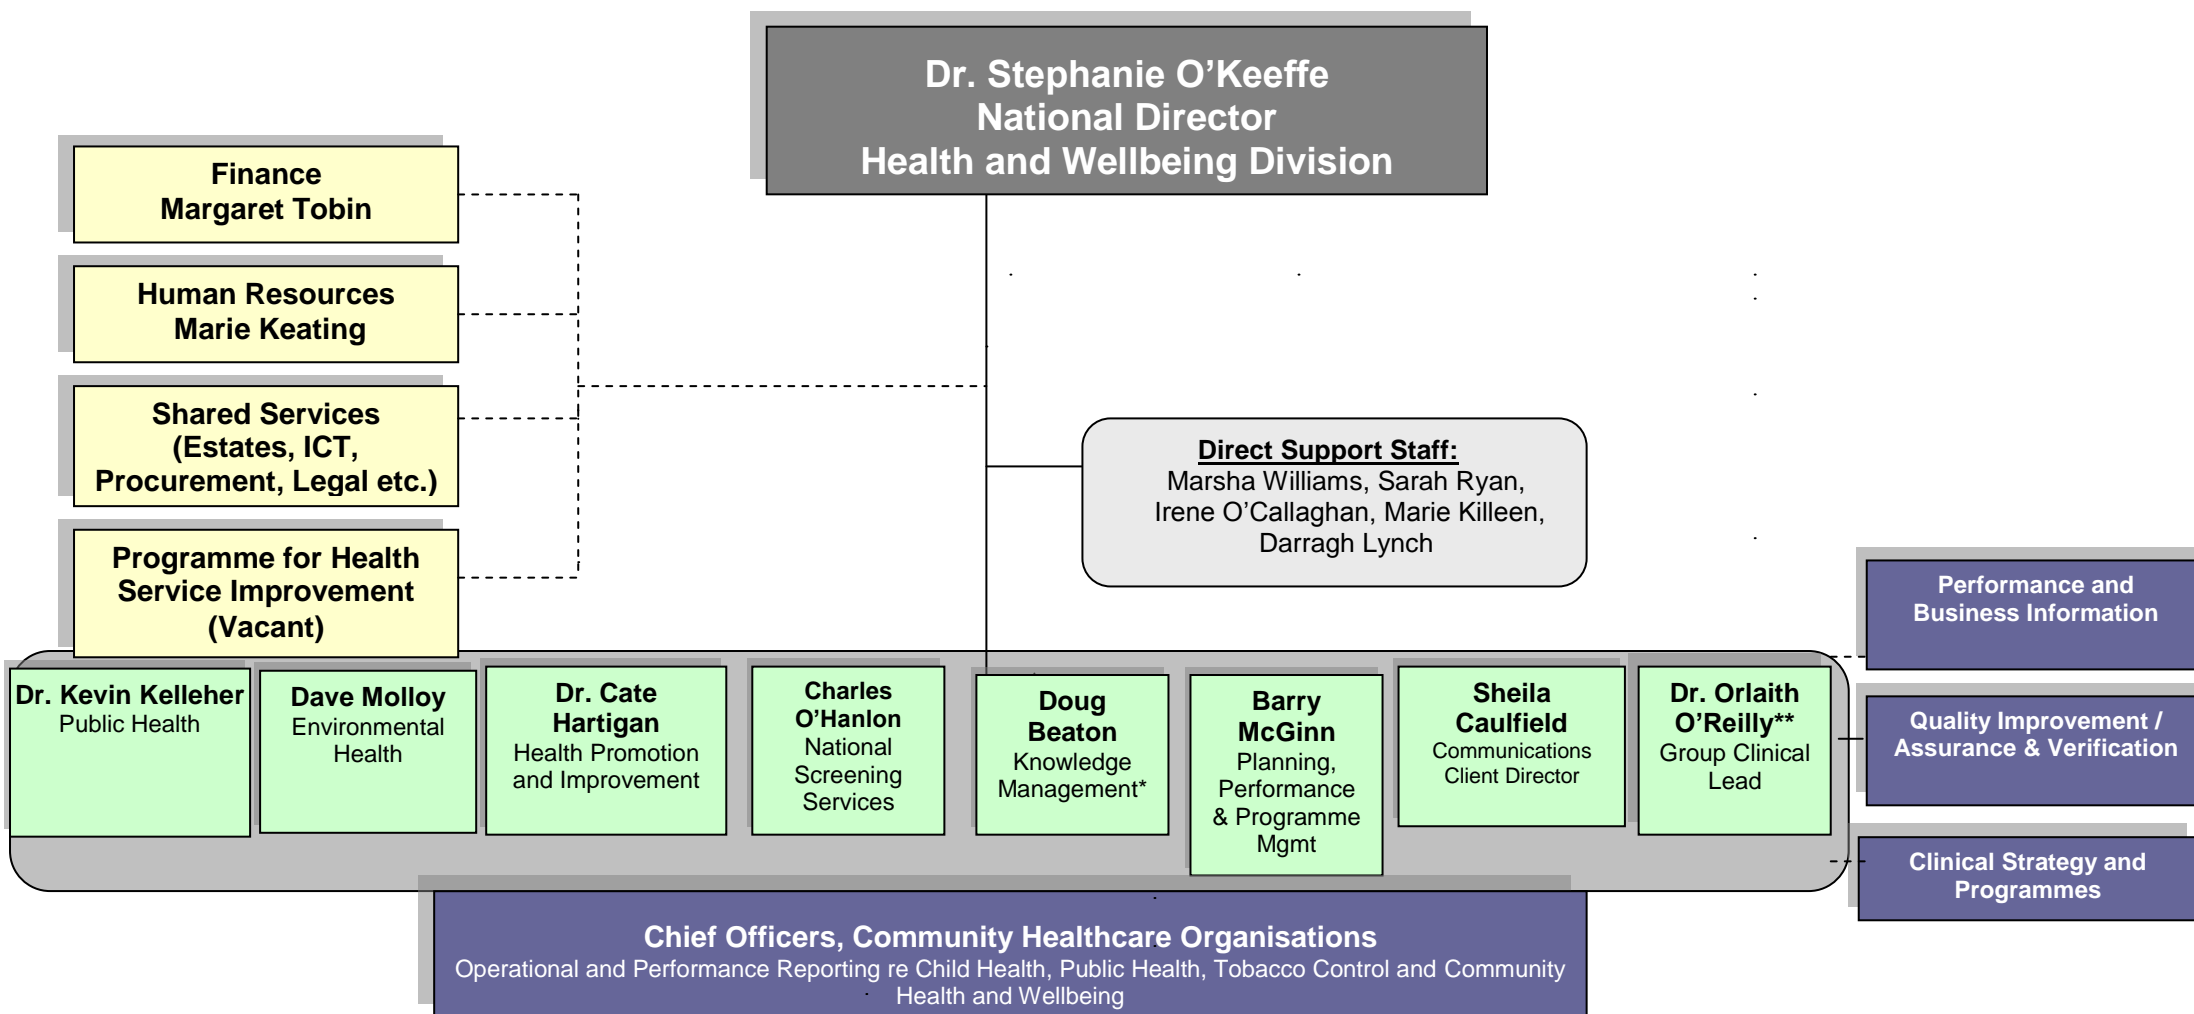 Dr. Stephanie O’Keeffe
National Director
Health and Wellbeing Division
Finance
Margaret Tobin
Human Resources
Marie Keating
Shared Services
(Estates, ICT,
Procurement, Legal etc.)
Programme for Health
Service Improvement
(Vacant)
Direct Support Staff:
Marsha Williams, Sarah Ryan,
Irene O’Callaghan, Marie Killeen,
Darragh Lynch
Dr. Kevin Kelleher
Public Health
Dave Molloy
Environmental
Health
Dr. Cate
Hartigan
Health Promotion
and Improvement
Charles
O’Hanlon
National
Screening
Services
Doug
Beaton
Knowledge
Management*
Barry
McGinn
Planning,
Performance
& Programme
Mgmt
Sheila
Caulfield
Communications
Client Director
Dr. Orlaith
O’Reilly**
Group Clinical
Lead
Performance and
Business Information
Quality Improvement /
Assurance & Verification
Clinical Strategy and
Programmes
Chief Officers, Community Healthcare Organisations
Operational and Performance Reporting re Child Health, Public Health, Tobacco Control and Community
Health and Wellbeing